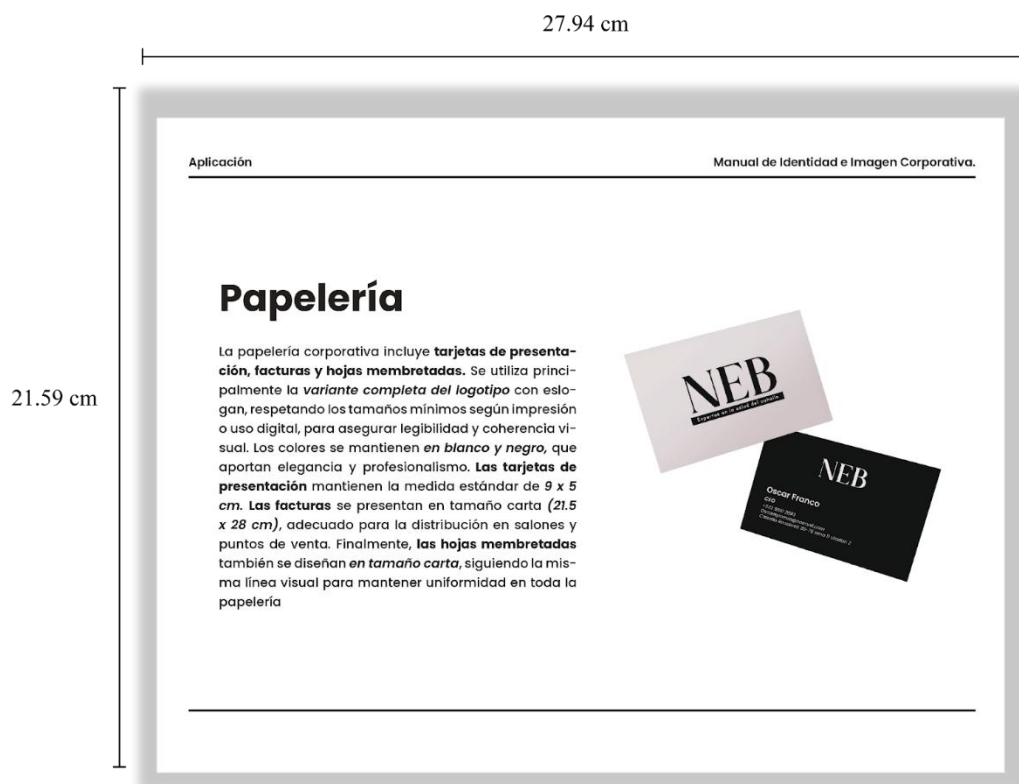 27.94 cm
21.59 cm
Aplicación
Manual de Identidad e Imagen Corporativa.
Papelería
La papelería corporativa incluye tarjetas de presenta-
ción, facturas y hojas membretadas. Se utiliza princi-
palmente la variante completa del logotipo con eslo-
gan, respetando los tamaños mínimos según impresión
o uso digital, para asegurar legibilidad y coherencia vi-
sual. Los colores se mantienen en blanco y negro, que
aportan elegancia y profesionalismo. Las tarjetas de
presentación mantienen la medida estándar de 9 x 5
cm. Las facturas se presentan en tamaño carta (21.5
x 28 cm), adecuado para la distribución en salones y
puntos de venta. Finalmente, las hojas membretadas
también se diseñan en tamaño carta, siguiendo la mis-
ma línea visual para mantener uniformidad en toda la
papelería
NEB
Expertos en la salud del cabello
NEB
Oscar Franco
CEO